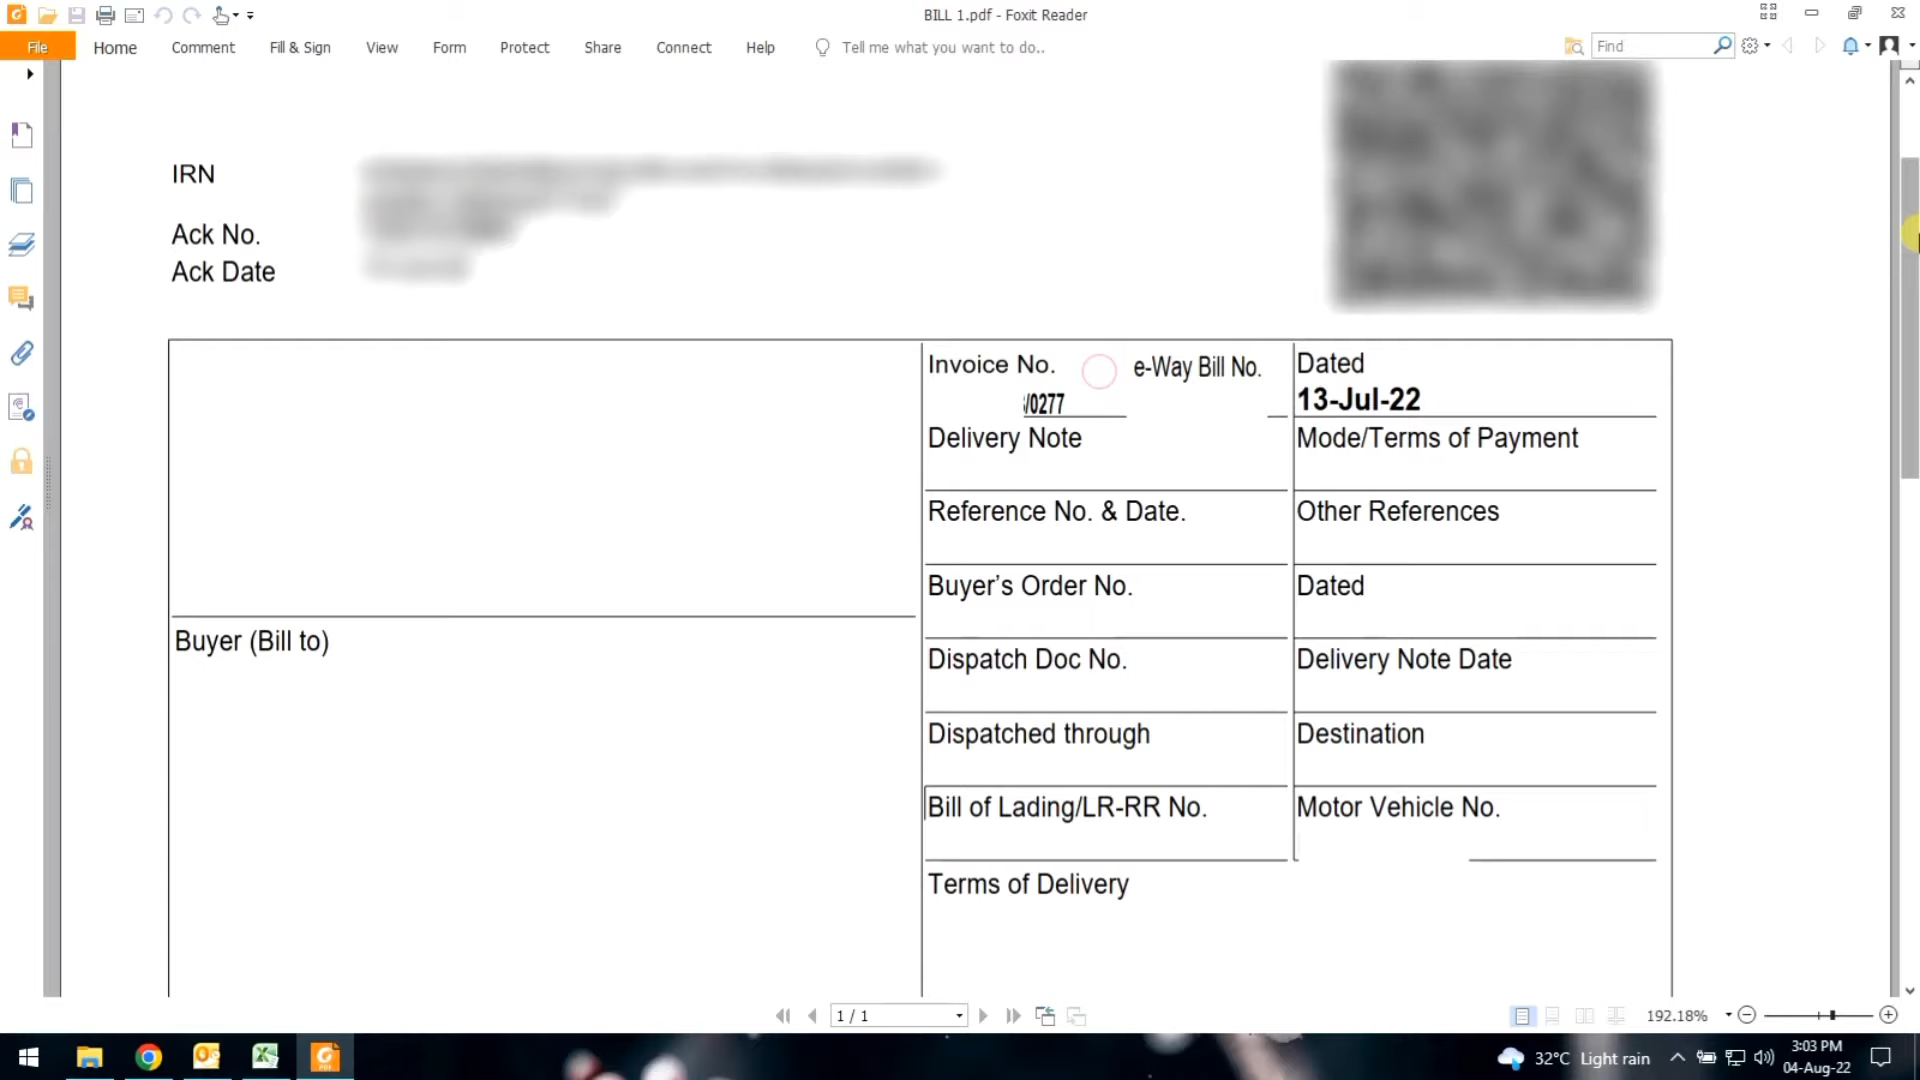 BILL 1.pdf - Foxit Reader
File Home Comment Fill & Sign View Form Protect Share Connect Help Tell me what you want to do.. Find
IRN
Ack No.
Ack Date
Invoice No. e-Way Bill No. Dated
/0277 13-Jul-22
Delivery Note Mode/Terms of Payment
Reference No. & Date. Other References
Buyer’s Order No. Dated
Buyer (Bill to)
Dispatch Doc No. Delivery Note Date
Dispatched through Destination
Bill of Lading/LR-RR No. Motor Vehicle No.
Terms of Delivery
1 / 1 192.18%
32°C Light rain 3:03 PM
04-Aug-22